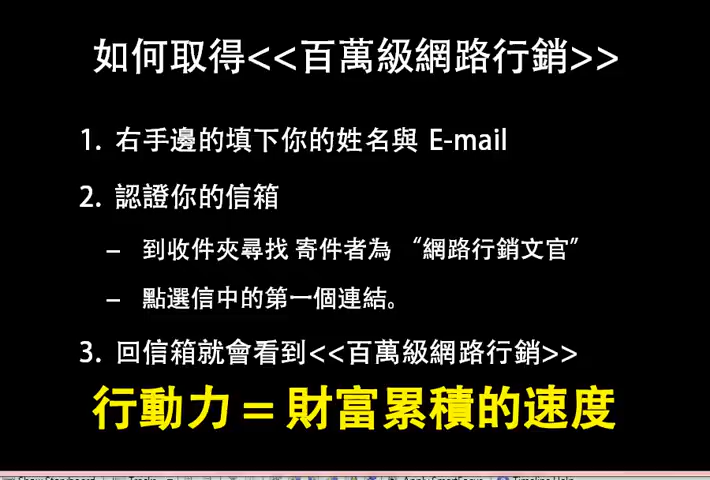 如何取得<<百萬級網路行銷>>
1. 右手邊的填下你的姓名與 E-mail
2. 認證你的信箱
– 到收件夾尋找 寄件者為 “網路行銷文官”
– 點選信中的第一個連結。
3. 回信箱就會看到<<百萬級網路行銷>>
行動力 = 財富累積的速度